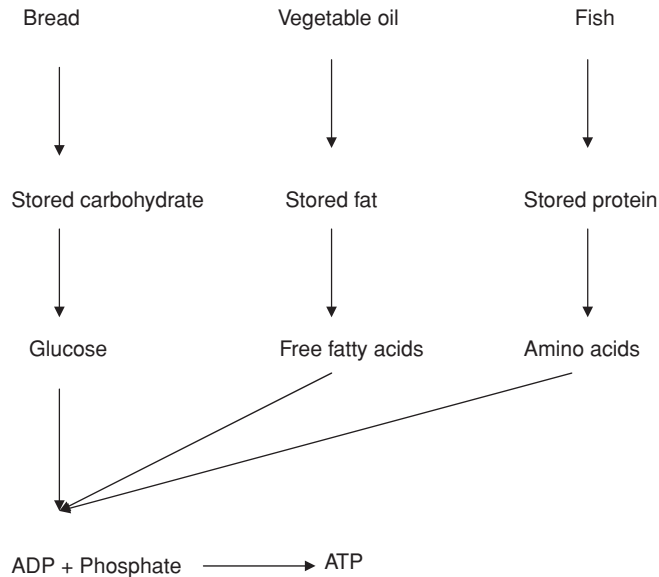 Bread Vegetable oil Fish
Stored carbohydrate Stored fat Stored protein
Glucose Free fatty acids Amino acids
ADP + Phosphate ATP